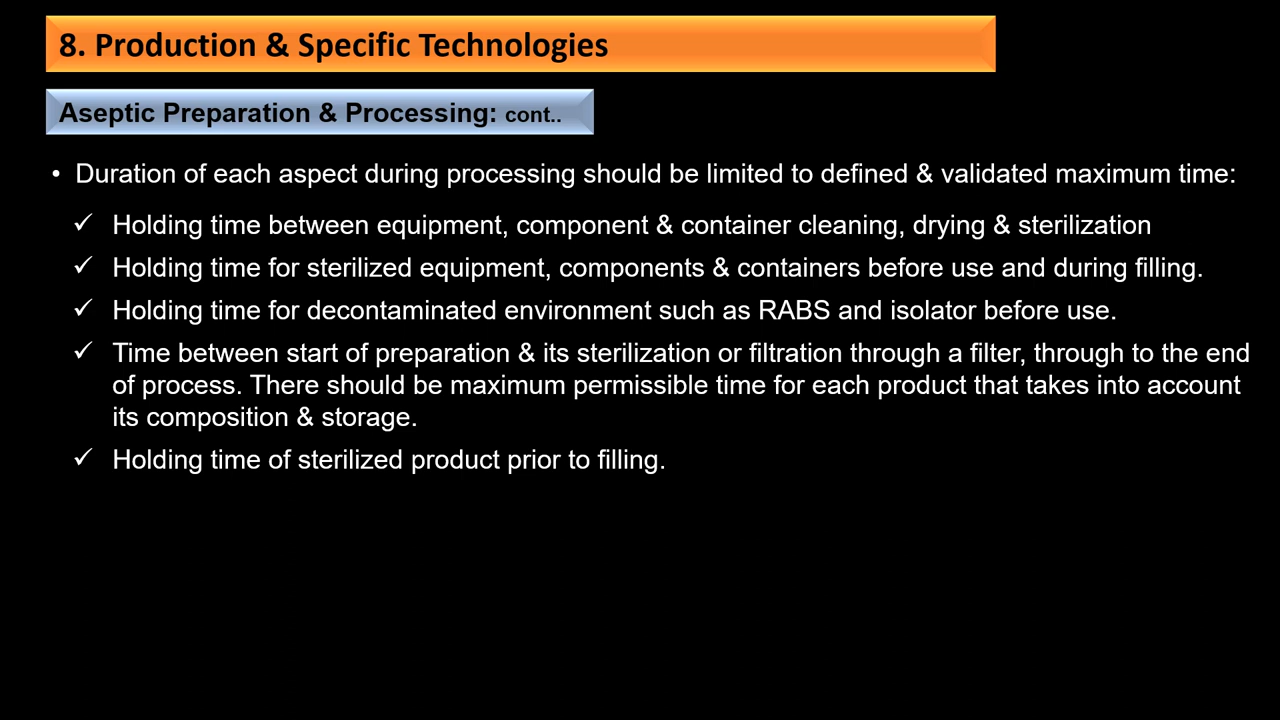 8. Production & Specific Technologies
Aseptic Preparation & Processing: cont..
• Duration of each aspect during processing should be limited to defined & validated maximum time:
✓ Holding time between equipment, component & container cleaning, drying & sterilization
✓ Holding time for sterilized equipment, components & containers before use and during filling.
✓ Holding time for decontaminated environment such as RABS and isolator before use.
✓ Time between start of preparation & its sterilization or filtration through a filter, through to the end
of process. There should be maximum permissible time for each product that takes into account
its composition & storage.
✓ Holding time of sterilized product prior to filling.